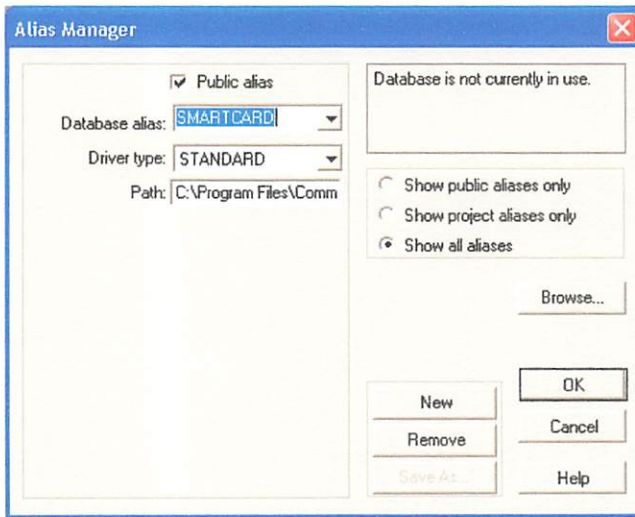 Alias Manager
Public alias
Database alias: SMARTCARD
Driver type: STANDARD
Path: C:\Program Files\Comm
Database is not currently in use.
Show public aliases only
Show project aliases only
Show all aliases
Browse...
New
Remove
Save As...
OK
Cancel
Help